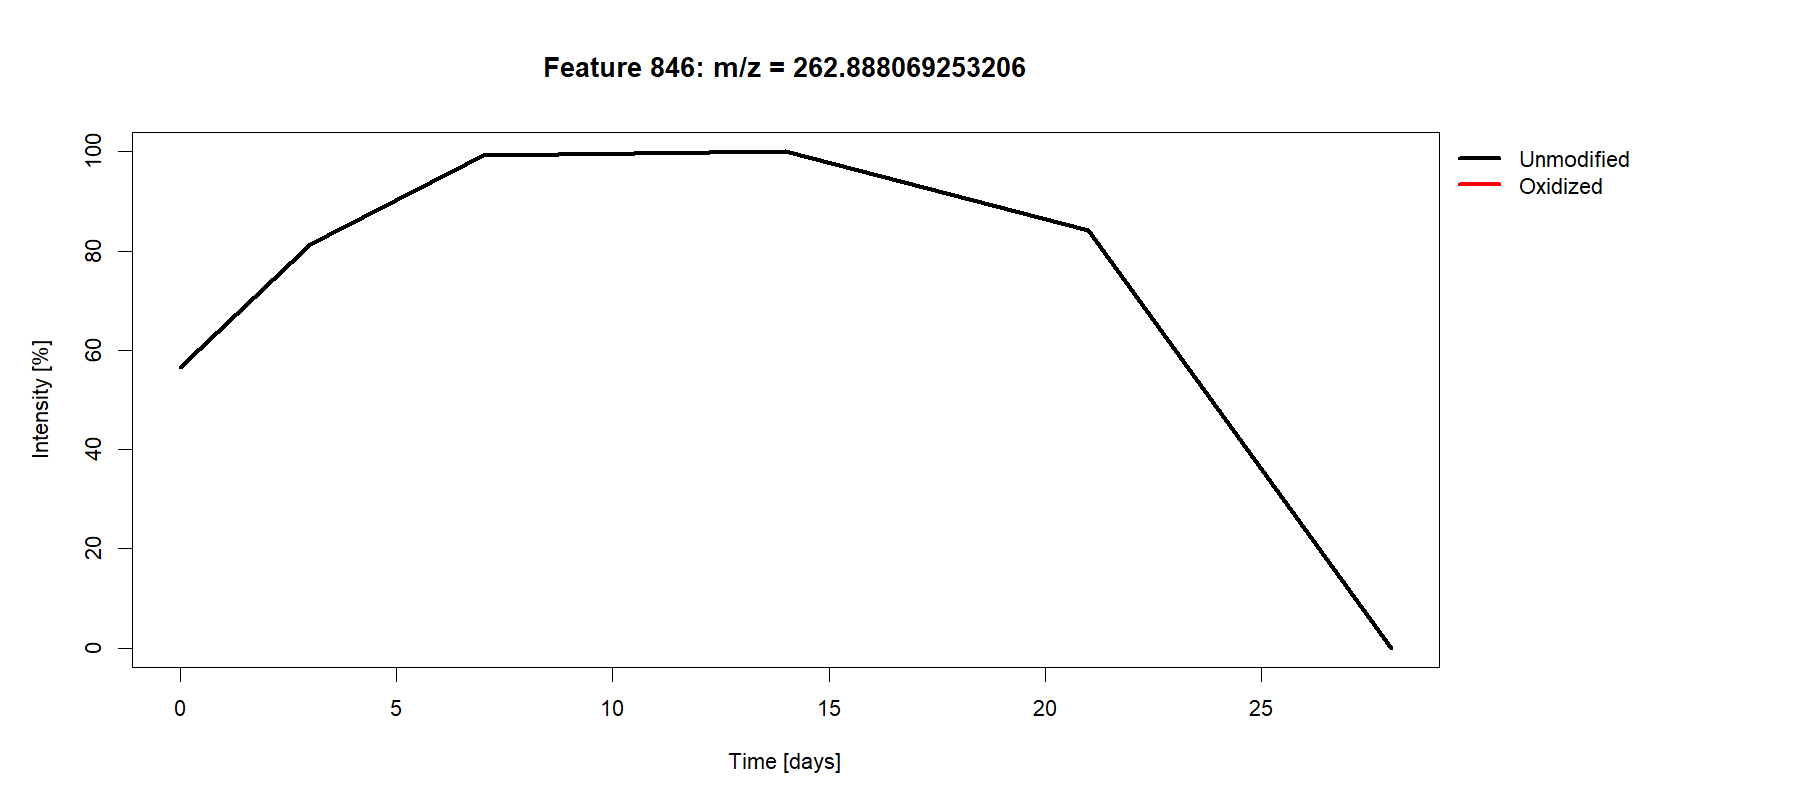 Feature 846: m/z = 262.888069253206
Unmodified
Oxidized
100
80
60
40
20
0
Intensity [%]
0 5 10 15 20 25
Time [days]